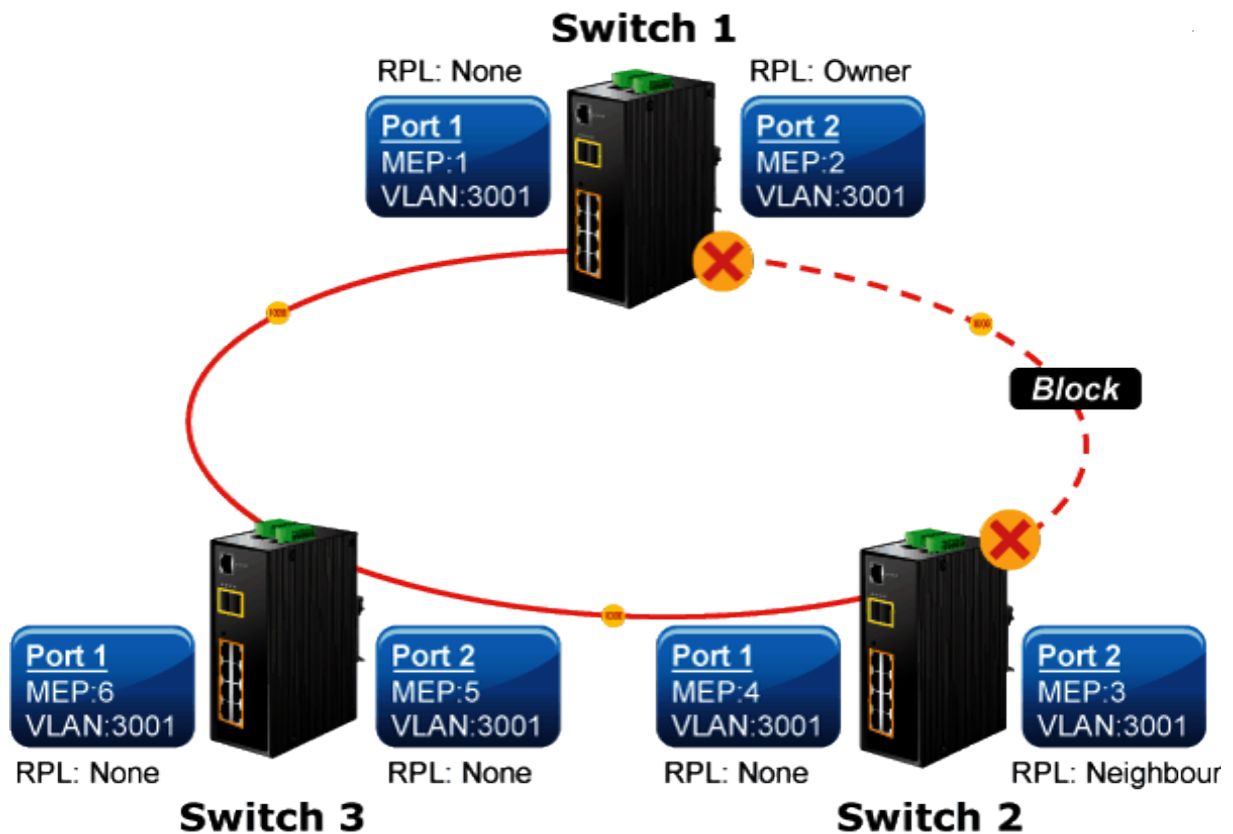 Switch 1
RPL: None
RPL: Owner
Port 1
MEP:1
VLAN:3001
Port 2
MEP:2
VLAN:3001
Block
Port 1
MEP:6
VLAN:3001
Port 2
MEP:5
VLAN:3001
Port 1
MEP:4
VLAN:3001
Port 2
MEP:3
VLAN:3001
RPL: None
RPL: None
RPL: None
RPL: Neighbour
Switch 3
Switch 2